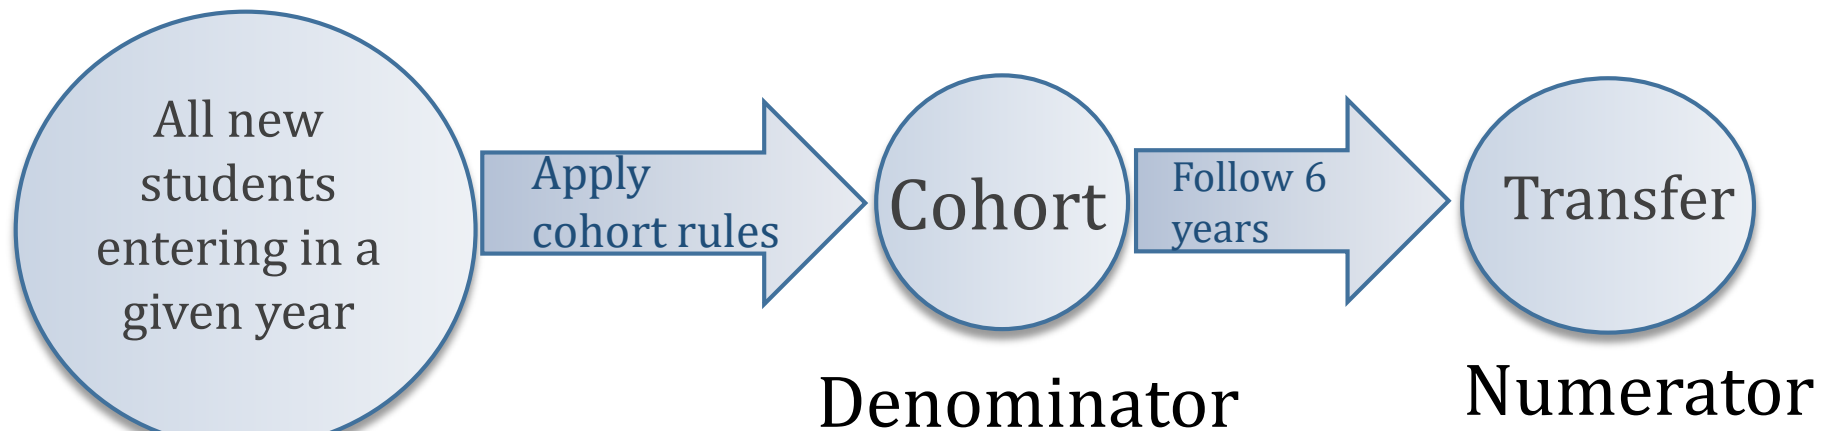 All new
students
entering in a
given year
Apply
cohort rules
Cohort
Follow 6
years
Transfer
Denominator
Numerator